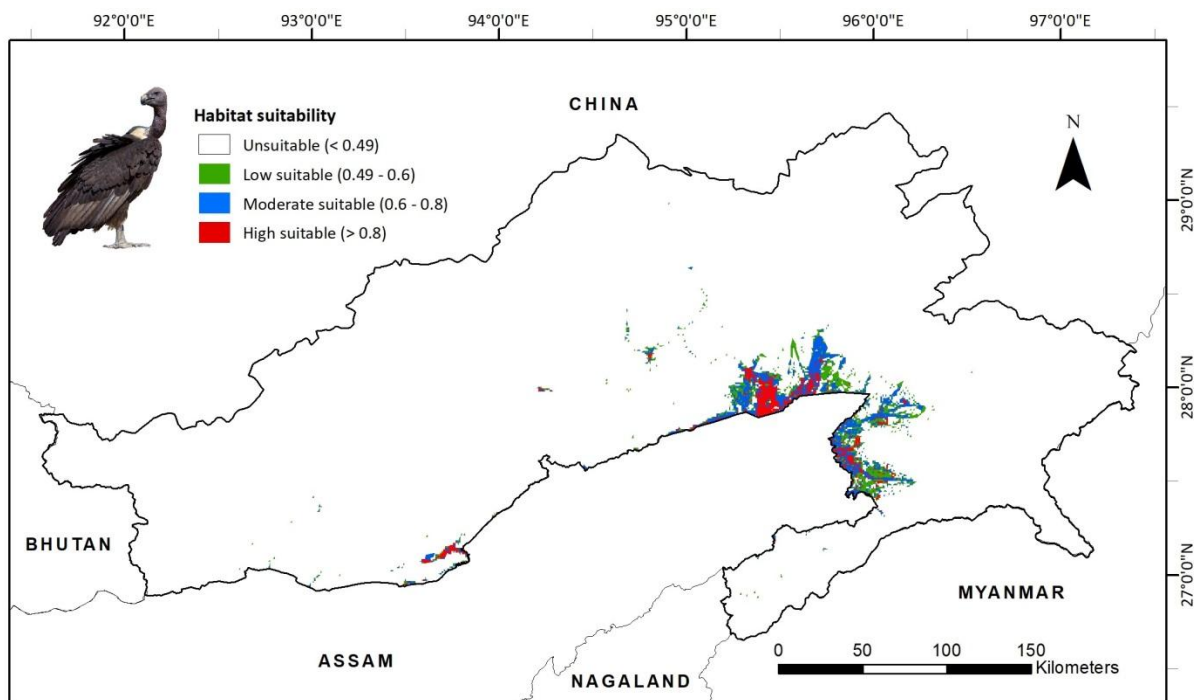 92°0'0"E 93°0'0"E 94°0'0"E 95°0'0"E 96°0'0"E 97°0'0"E
CHINA
Habitat suitability
Unsuitable (< 0.49)
Low suitable (0.49 - 0.6)
Moderate suitable (0.6 - 0.8)
High suitable (> 0.8)
N
29°0'0"N
28°0'0"N
27°0'0"N
BHUTAN
MYANMAR
ASSAM
NAGALAND
0 50 100 150
Kilometers